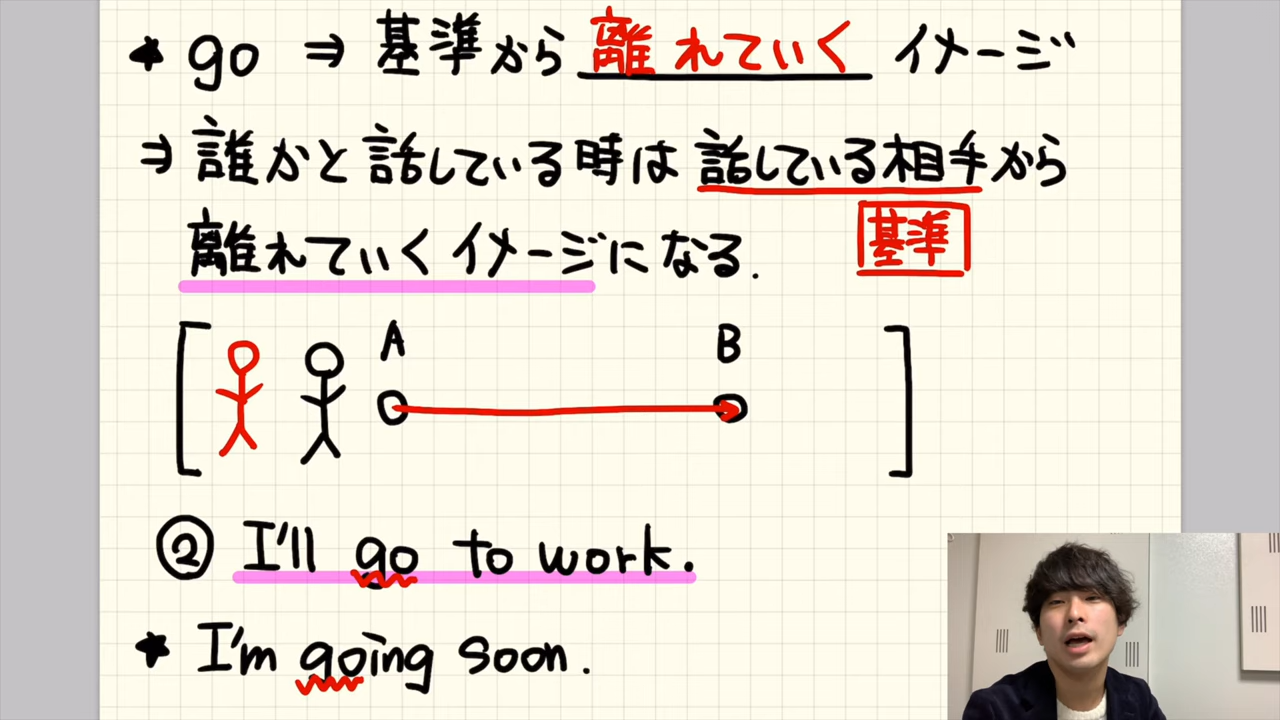 ★ go ⇒ 基準から離れていくイメージ
⇒ 誰かと話している時は話している相手から
基準
離れていくイメージになる.
A B
② I'll go to work.
★ I'm going soon.